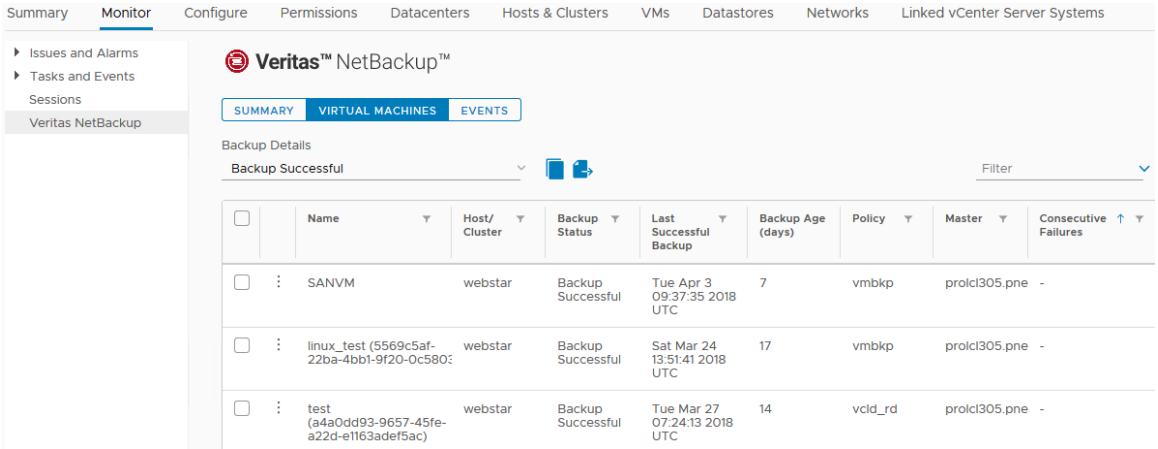 Summary Monitor Configure Permissions Datacenters Hosts & Clusters VMs Datastores Networks Linked vCenter Server Systems
Issues and Alarms
Tasks and Events
Sessions
Veritas NetBackup
Veritas™ NetBackup™
SUMMARY VIRTUAL MACHINES EVENTS
Backup Details
Backup Successful
Filter
Name Host/ Backup Last Backup Age Policy Master Consecutive
Cluster Status Successful (days) Failures
Backup
SANVM webstar Backup Tue Apr 3 7 vmbkp prolcl305.pne -
Successful 09:37:35 2018
UTC
linux_test (5569c5af- webstar Backup Sat Mar 24 17 vmbkp prolcl305.pne -
22ba-4bb1-9f20-0c5803 Successful 13:51:41 2018
UTC
test webstar Backup Tue Mar 27 14 vcld_rd prolcl305.pne -
(a4a0dd93-9657-45fe- Successful 07:24:13 2018
a22d-e1163adef5ac) UTC